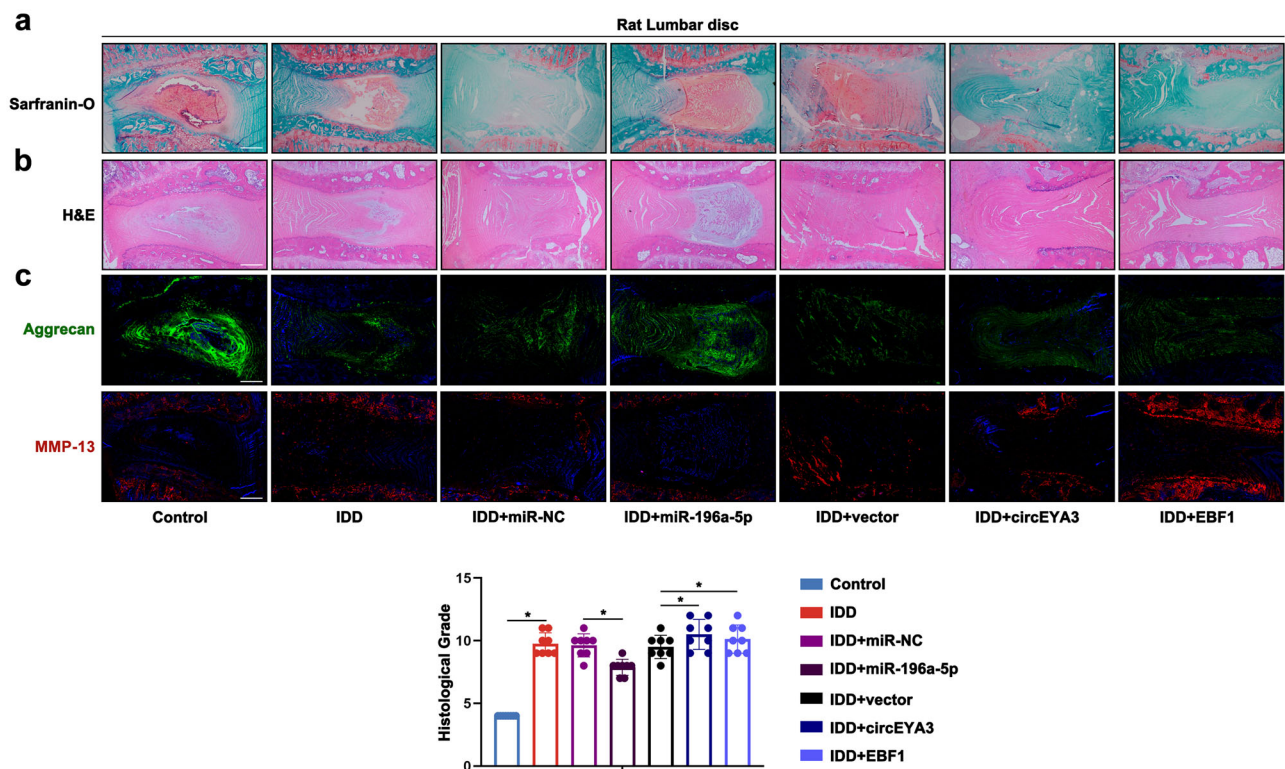 a
Rat Lumbar disc
Sarfranin-O
b
H&E
c
Aggrecan
MMP-13
Control IDD IDD+miR-NC IDD+miR-196a-5p IDD+vector IDD+circEYA3 IDD+EBF1
Histological Grade
15
10
5
0
*
*
*
*
Control
IDD
IDD+miR-NC
IDD+miR-196a-5p
IDD+vector
IDD+circEYA3
IDD+EBF1